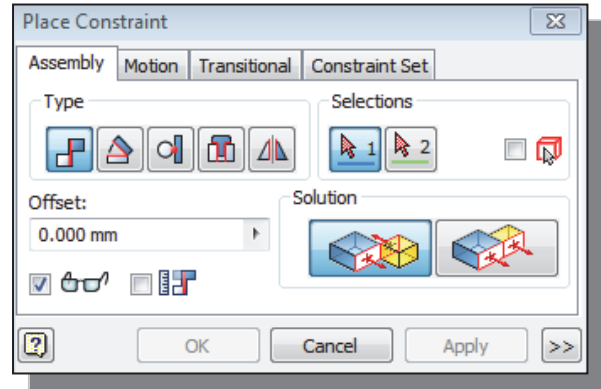 Place Constraint
Assembly Motion Transitional Constraint Set
Type Selections
1 2
Offset: Solution
0.000 mm
OK Cancel Apply >>